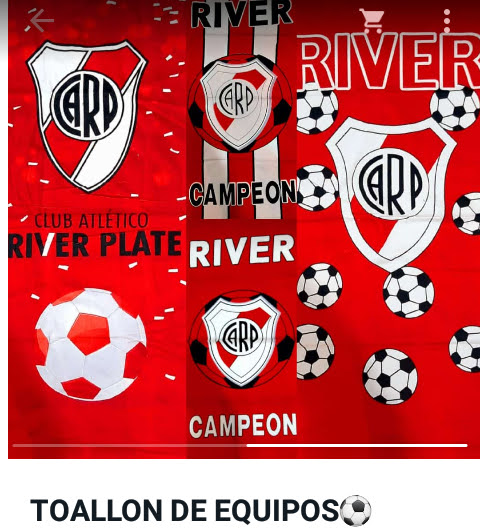 CARP
CLUB ATLÉTICO
RIVER PLATE
RIVER
CARP
CAMPEON
RIVER
CARP
CAMPEON
RIVER
CARP
TOALLON DE EQUIPOS⚽